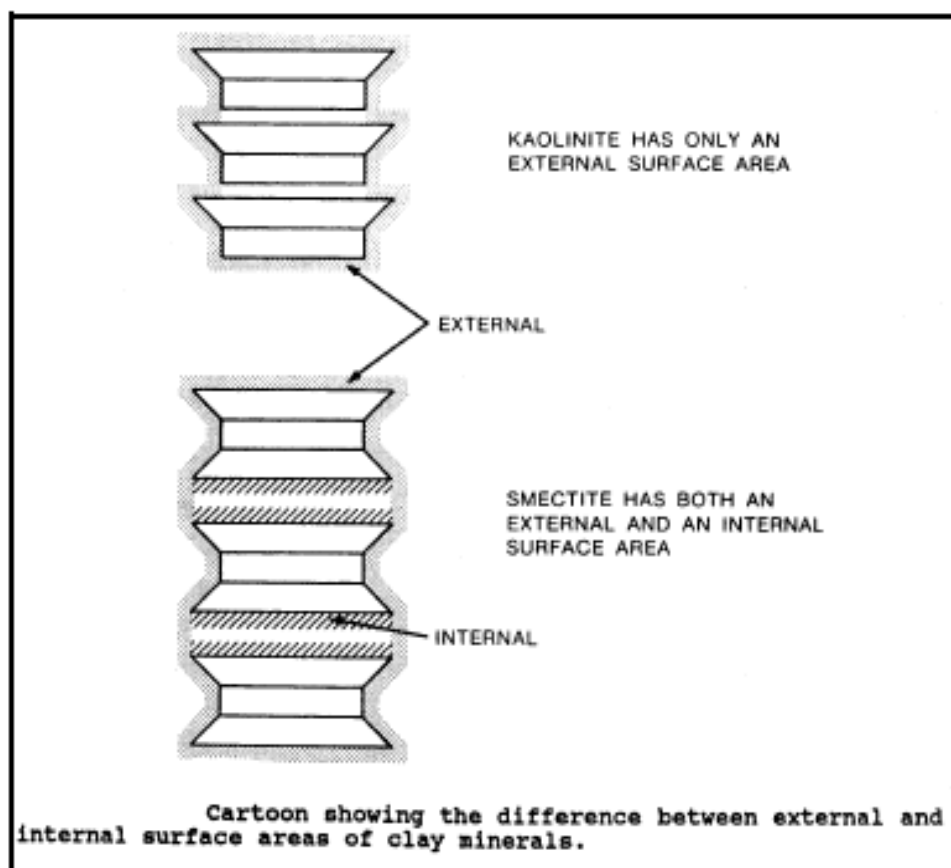 KAOLINITE HAS ONLY AN
EXTERNAL SURFACE AREA
EXTERNAL
SMECTITE HAS BOTH AN
EXTERNAL AND AN INTERNAL
SURFACE AREA
INTERNAL
Cartoon showing the difference between external and
internal surface areas of clay minerals.